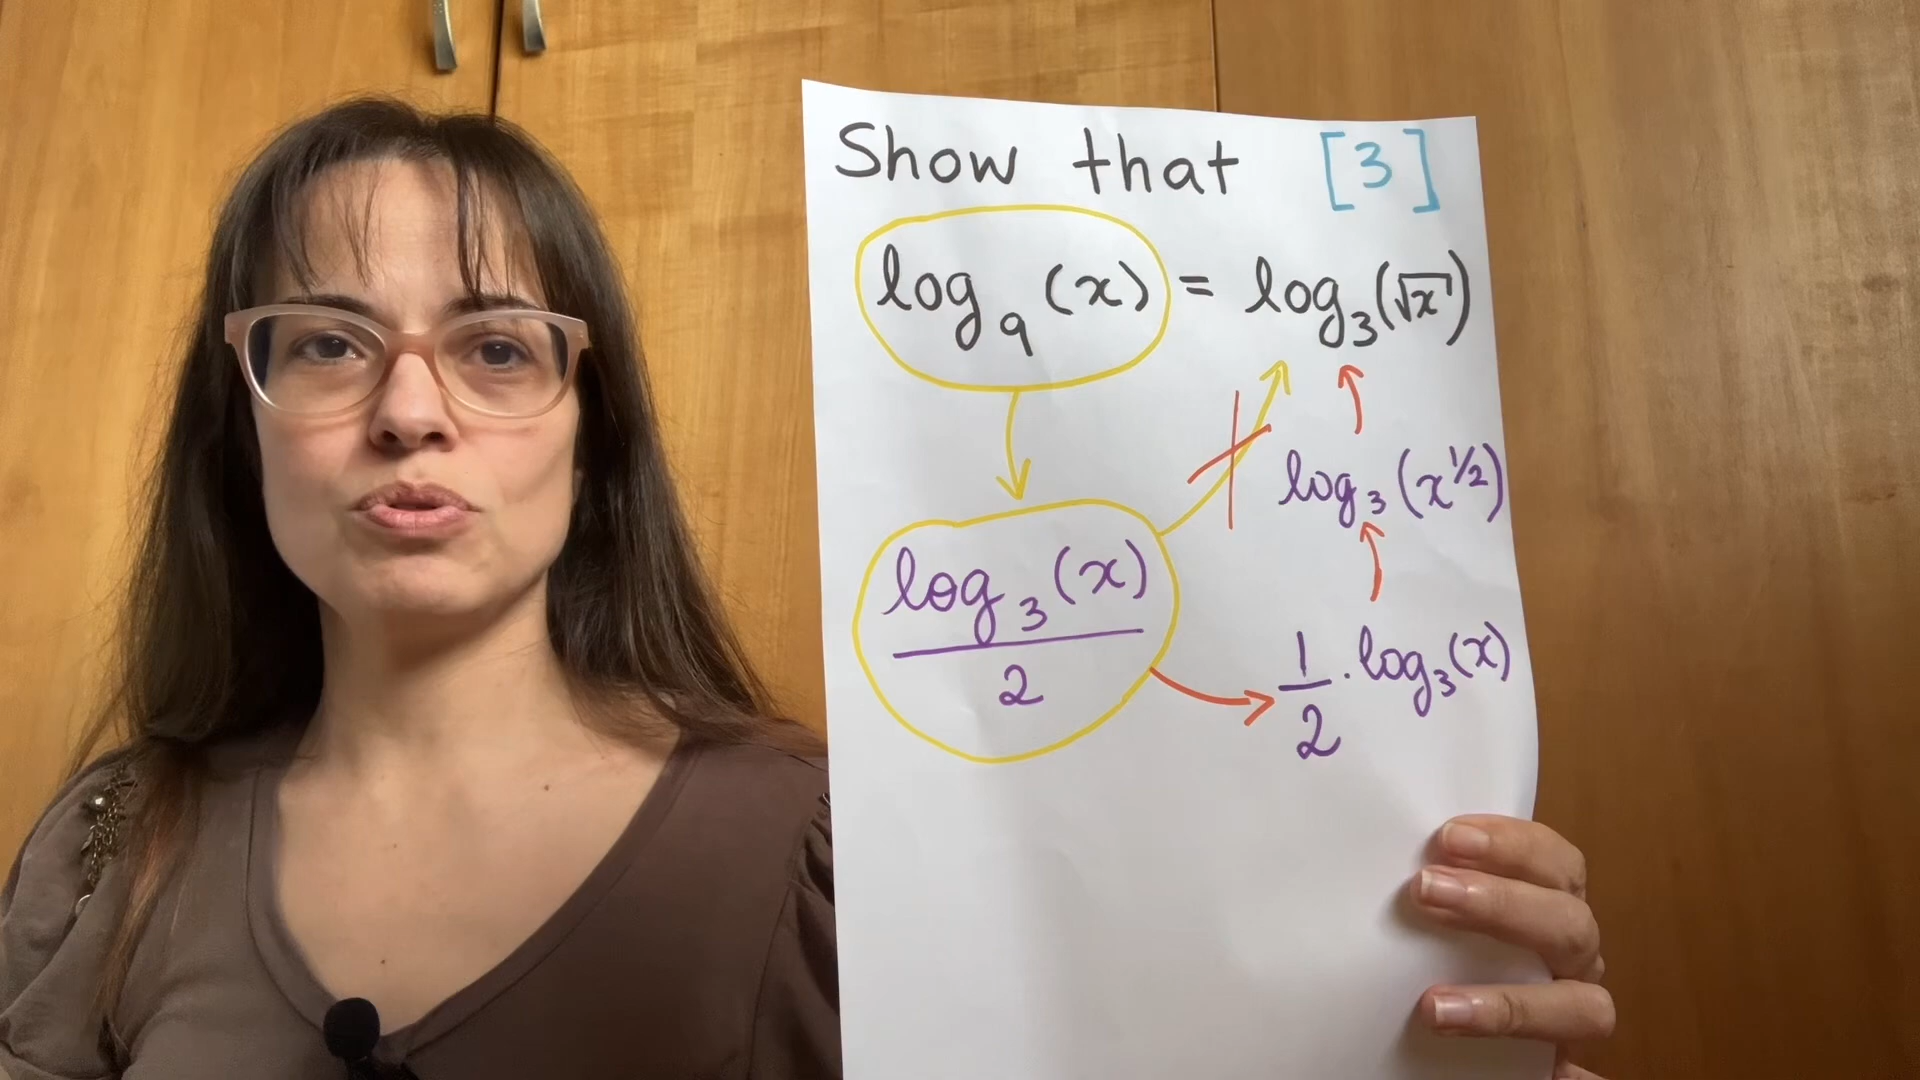 Show that [3]
log₉(x) = log₃(√x)
log₃(x^1/2)
log₃(x)
2
1
2
· log₃(x)